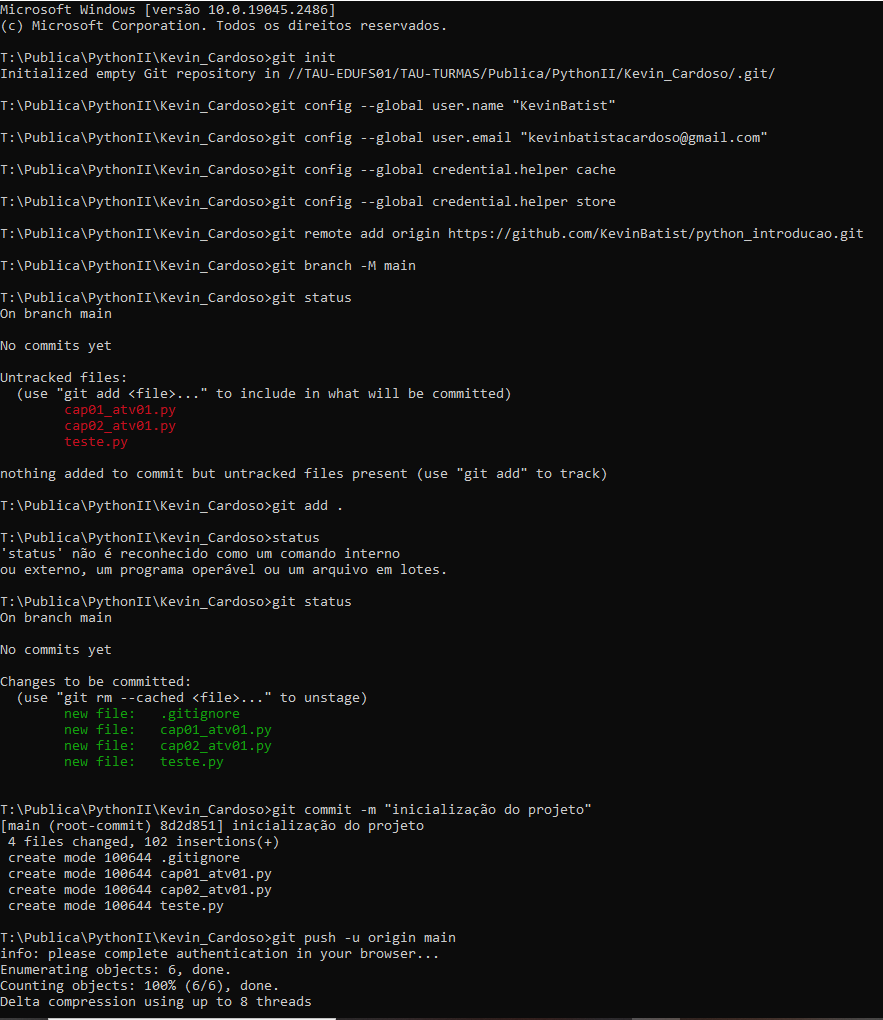 Microsoft Windows [versão 10.0.19045.2486]
(c) Microsoft Corporation. Todos os direitos reservados.
T:\Publica\PythonII\Kevin_Cardoso>git init
Initialized empty Git repository in //TAU-EDUFS01/TAU-TURMAS/Publica/PythonII/Kevin_Cardoso/.git/
T:\Publica\PythonII\Kevin_Cardoso>git config --global user.name "KevinBatist"
T:\Publica\PythonII\Kevin_Cardoso>git config --global user.email "kevinbatistacardoso@gmail.com"
T:\Publica\PythonII\Kevin_Cardoso>git config --global credential.helper cache
T:\Publica\PythonII\Kevin_Cardoso>git config --global credential.helper store
T:\Publica\PythonII\Kevin_Cardoso>git remote add origin https://github.com/KevinBatist/python_introducao.git
T:\Publica\PythonII\Kevin_Cardoso>git branch -M main
T:\Publica\PythonII\Kevin_Cardoso>git status
On branch main
No commits yet
Untracked files:
  (use "git add <file>..." to include in what will be committed)
        cap01_atv01.py
        cap02_atv01.py
        teste.py
nothing added to commit but untracked files present (use "git add" to track)
T:\Publica\PythonII\Kevin_Cardoso>git add .
T:\Publica\PythonII\Kevin_Cardoso>status
'status' não é reconhecido como um comando interno
ou externo, um programa operável ou um arquivo em lotes.
T:\Publica\PythonII\Kevin_Cardoso>git status
On branch main
No commits yet
Changes to be committed:
  (use "git rm --cached <file>..." to unstage)
        new file:   .gitignore
        new file:   cap01_atv01.py
        new file:   cap02_atv01.py
        new file:   teste.py
T:\Publica\PythonII\Kevin_Cardoso>git commit -m "inicialização do projeto"
[main (root-commit) 8d2d851] inicialização do projeto
 4 files changed, 102 insertions(+)
 create mode 100644 .gitignore
 create mode 100644 cap01_atv01.py
 create mode 100644 cap02_atv01.py
 create mode 100644 teste.py
T:\Publica\PythonII\Kevin_Cardoso>git push -u origin main
info: please complete authentication in your browser...
Enumerating objects: 6, done.
Counting objects: 100% (6/6), done.
Delta compression using up to 8 threads